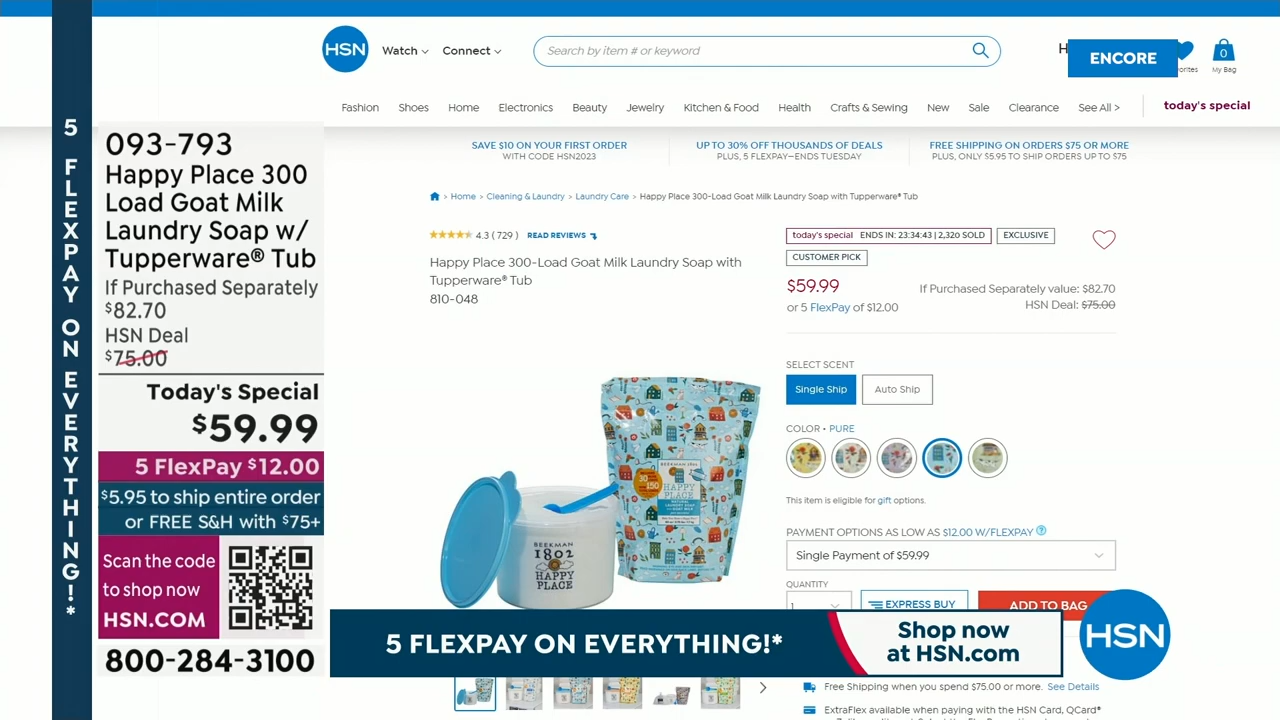 HSN
Watch
Connect
Search by item # or keyword
ENCORE
0
My Bag
Fashion
Shoes
Home
Electronics
Beauty
Jewelry
Kitchen & Food
Health
Crafts & Sewing
New
Sale
Clearance
See All >
today's special
SAVE $10 ON YOUR FIRST ORDER
WITH CODE HSN2023
UP TO 30% OFF THOUSANDS OF DEALS
PLUS, 5 FLEXPAY—ENDS TUESDAY
FREE SHIPPING ON ORDERS $75 OR MORE
PLUS, ONLY $5.95 TO SHIP ORDERS UP TO $75
5 FLEXPAY ON EVERYTHING!*
093-793
Happy Place 300
Load Goat Milk
Laundry Soap w/
Tupperware® Tub
If Purchased Separately
$82.70
HSN Deal
$75.00
Today's Special
$59.99
5 FlexPay $12.00
$5.95 to ship entire order
or FREE S&H with $75+
Scan the code
to shop now
HSN.COM
800-284-3100
> Home > Cleaning & Laundry > Laundry Care > Happy Place 300-Load Goat Milk Laundry Soap with Tupperware® Tub
4.3 (729) READ REVIEWS
Happy Place 300-Load Goat Milk Laundry Soap with
Tupperware® Tub
810-048
today's special ENDS IN: 23:34:43 | 2,320 SOLD
EXCLUSIVE
CUSTOMER PICK
$59.99
or 5 FlexPay of $12.00
If Purchased Separately value: $82.70
HSN Deal: $75.00
SELECT SCENT
Single Ship
Auto Ship
COLOR • PURE
This item is eligible for gift options.
PAYMENT OPTIONS AS LOW AS $12.00 W/FLEXPAY
Single Payment of $59.99
QUANTITY
1
EXPRESS BUY
ADD TO BAG
BEEKMAN
1802
HAPPY
PLACE
BEEKMAN 1802
HAPPY
PLACE
5 FLEXPAY ON EVERYTHING!*
Shop now
at HSN.com
HSN
Free Shipping when you spend $75.00 or more. See Details
ExtraFlex available when paying with the HSN Card, QCard®